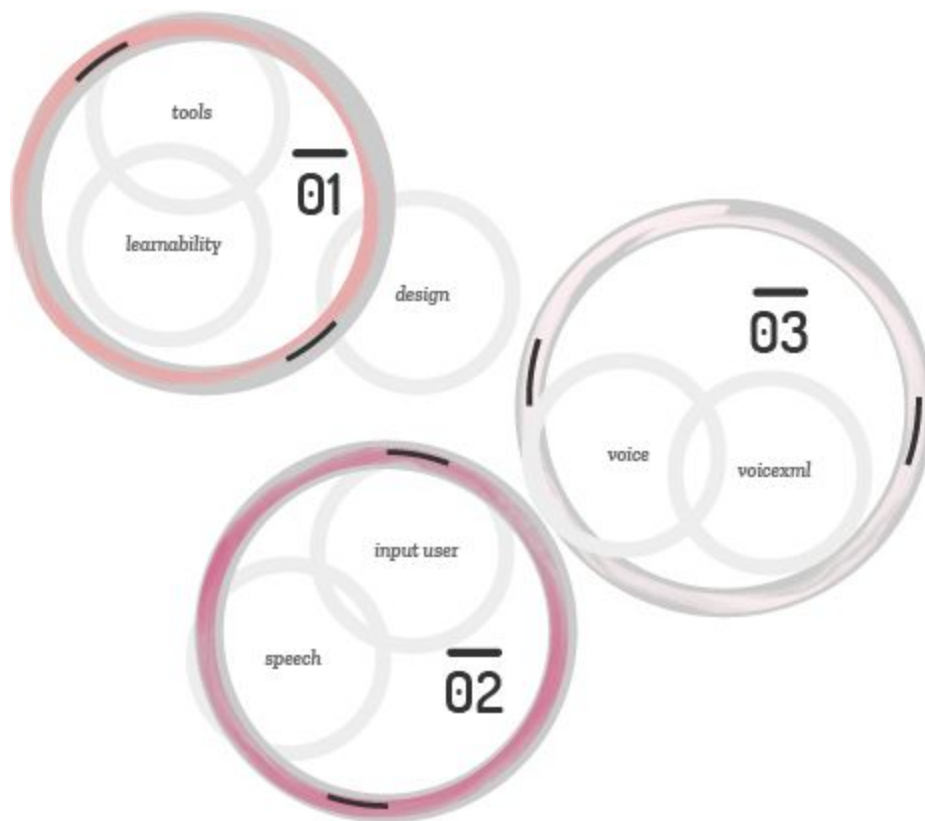 tools
01
learnability
design
03
voice
voicexml
input user
speech
02